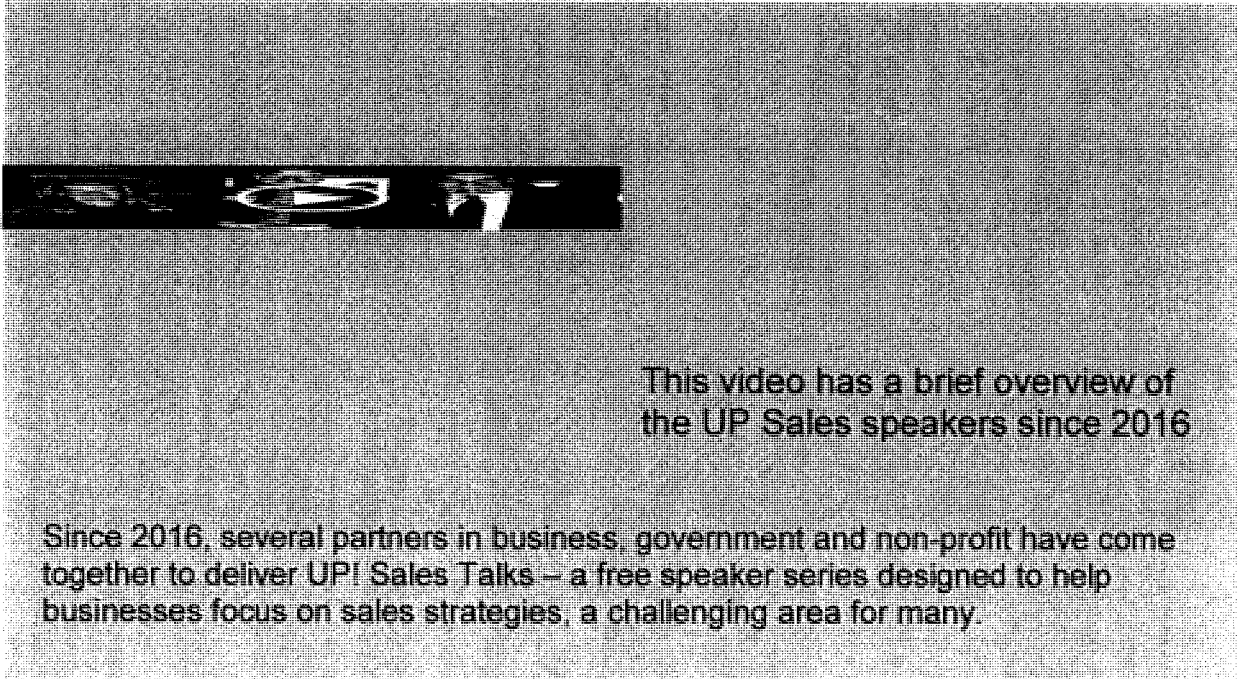 This video has a brief overview of
the UP Sales speakers since 2016
Since 2016, several partners in business, government and non-profit have come
together to deliver UP! Sales Talks – a free speaker series designed to help
businesses focus on sales strategies, a challenging area for many.